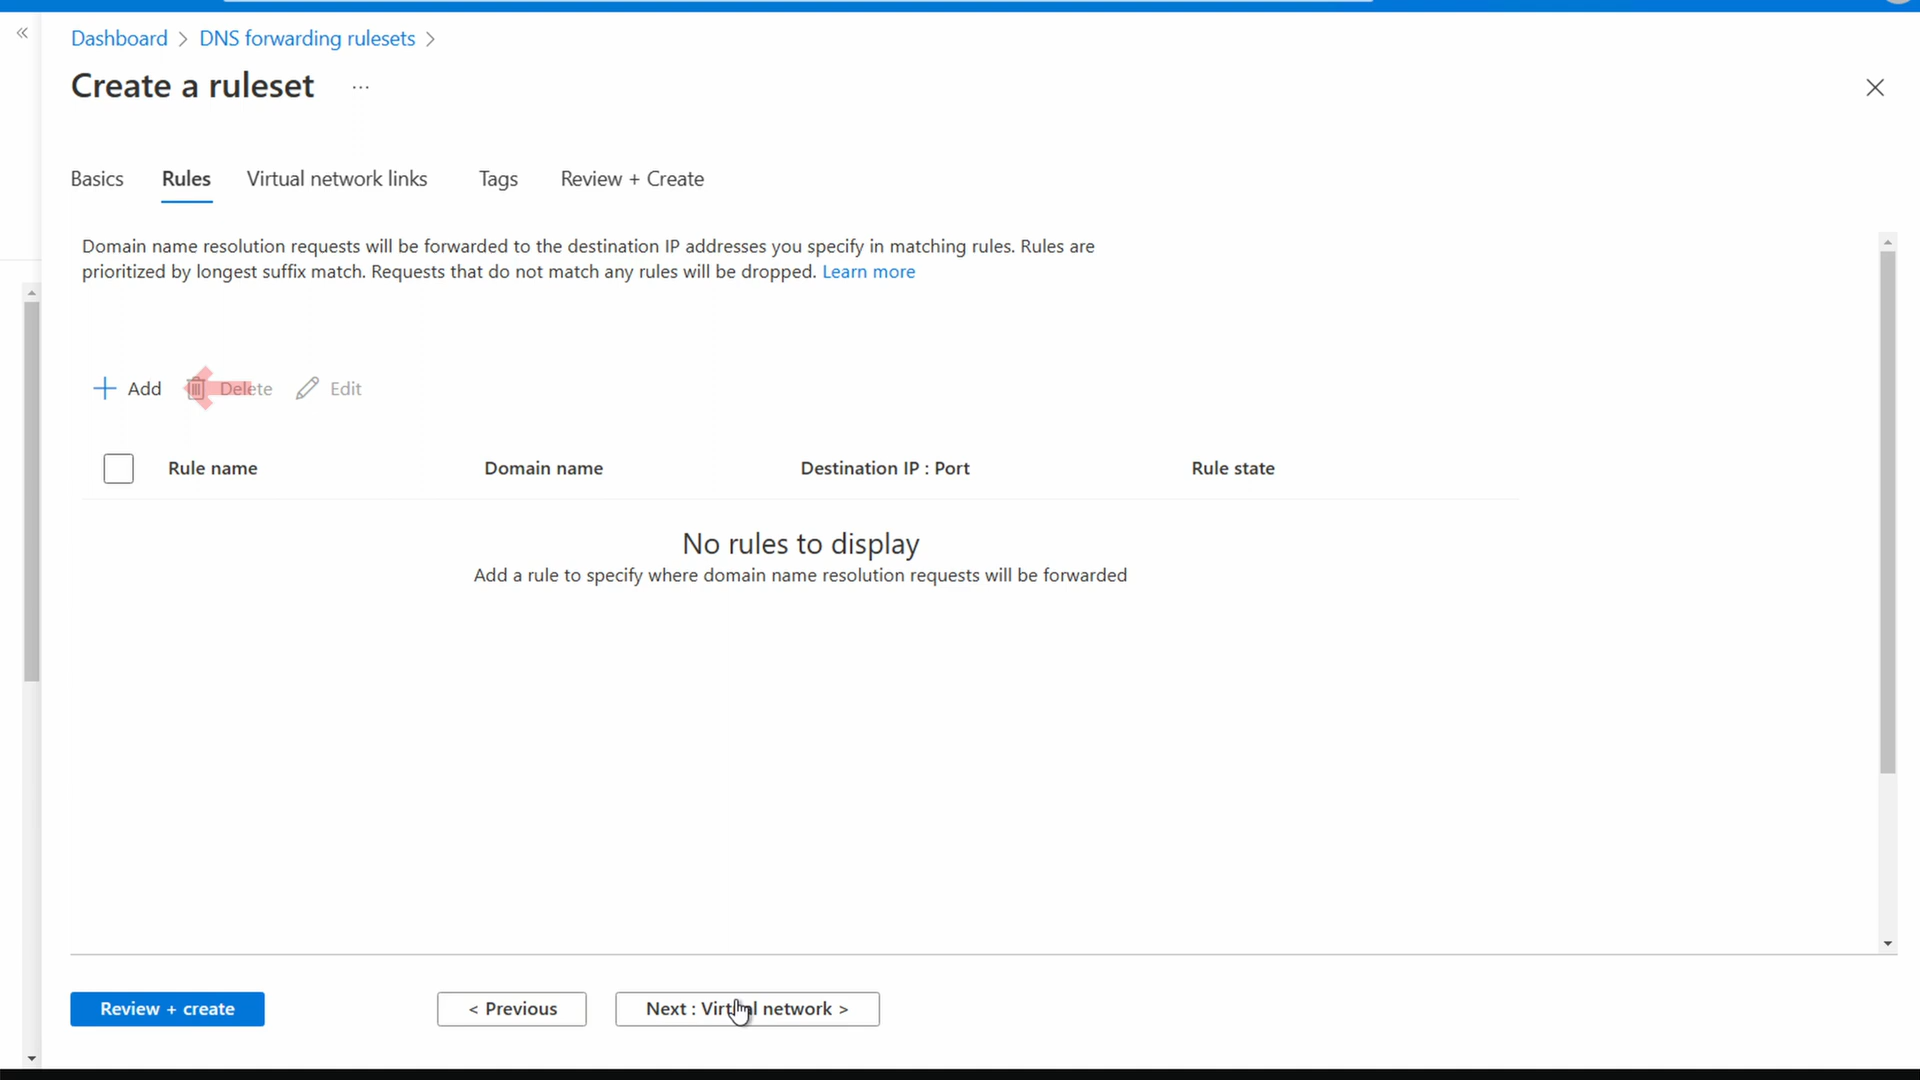 Dashboard > DNS forwarding rulesets >
Create a ruleset ...
Basics Rules Virtual network links Tags Review + Create
Domain name resolution requests will be forwarded to the destination IP addresses you specify in matching rules. Rules are
prioritized by longest suffix match. Requests that do not match any rules will be dropped. Learn more
Add Delete Edit
Rule name Domain name Destination IP : Port Rule state
No rules to display
Add a rule to specify where domain name resolution requests will be forwarded
Review + create < Previous Next : Virtual network >